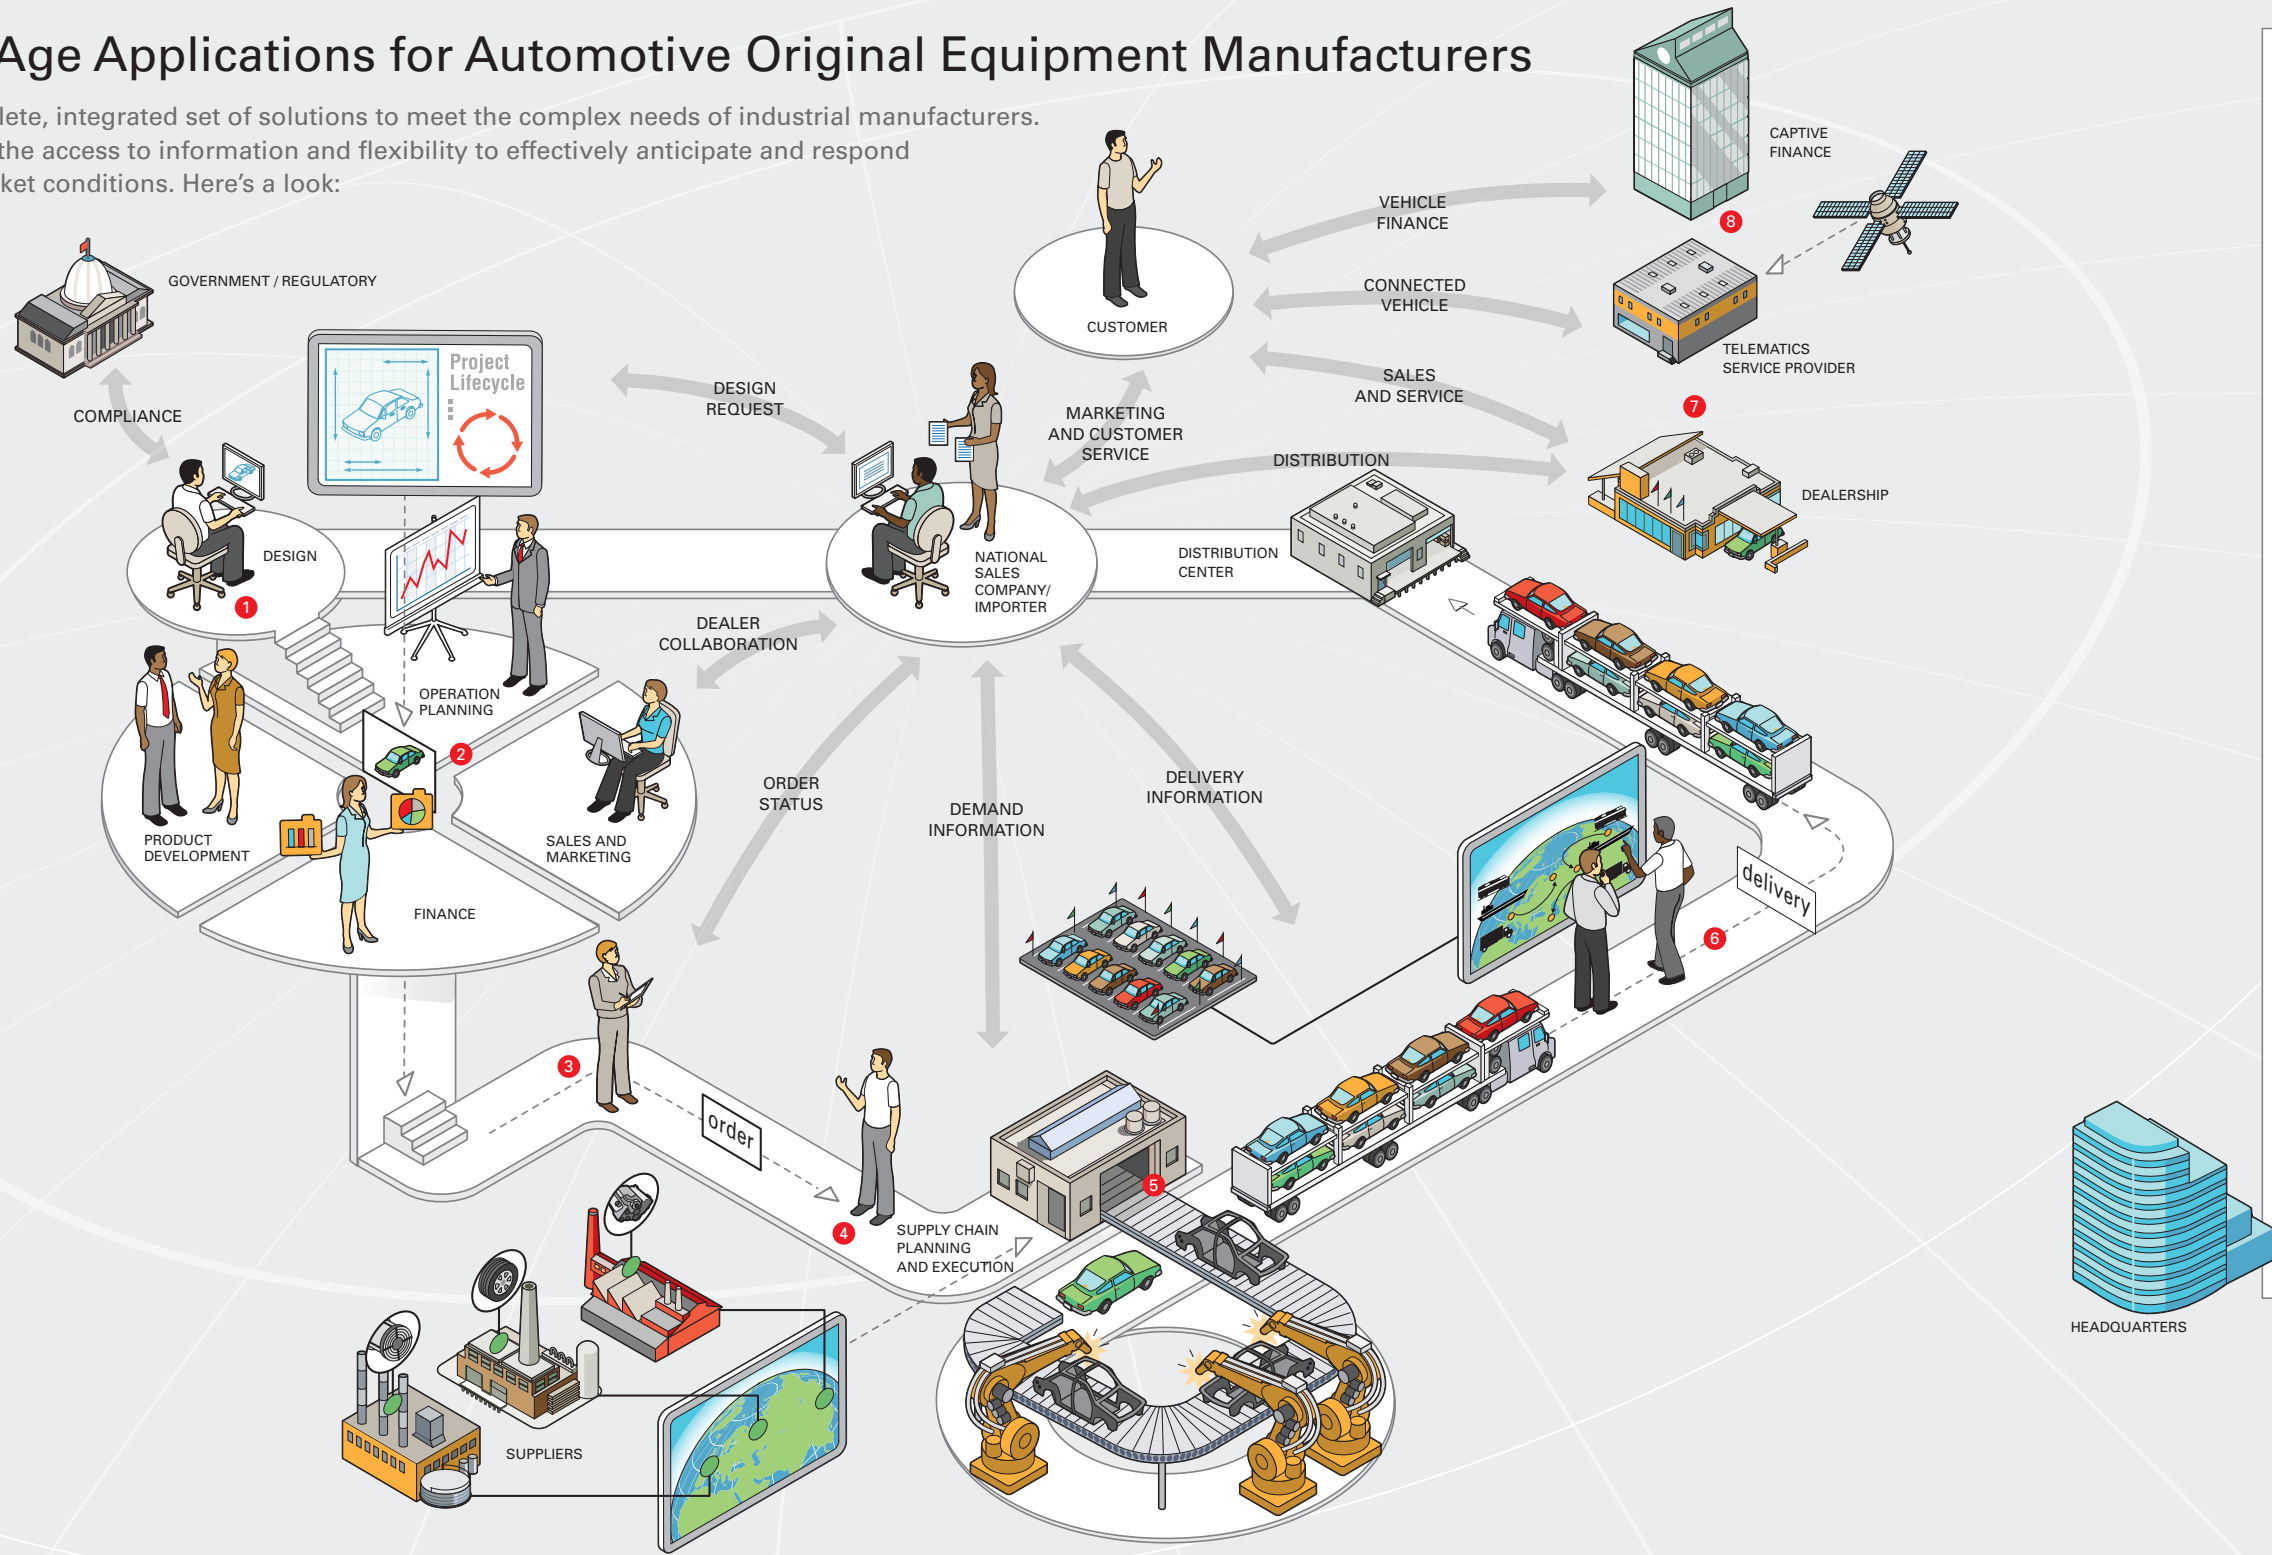 Age Applications for Automotive Original Equipment Manufacturers
lete, integrated set of solutions to meet the complex needs of industrial manufacturers.
the access to information and flexibility to effectively anticipate and respond
ket conditions. Here's a look:
CAPTIVE
FINANCE
8
VEHICLE
FINANCE
GOVERNMENT / REGULATORY
CONNECTED
VEHICLE
CUSTOMER
TELEMATICS
SERVICE PROVIDER
Project
Lifecycle
COMPLIANCE
DESIGN
REQUEST
MARKETING
AND CUSTOMER
SERVICE
SALES
AND SERVICE
7
DISTRIBUTION
DEALERSHIP
DESIGN
1
NATIONAL
SALES
COMPANY/
IMPORTER
DISTRIBUTION
CENTER
DEALER
COLLABORATION
OPERATION
PLANNING
2
PRODUCT
DEVELOPMENT
SALES AND
MARKETING
ORDER
STATUS
DEMAND
INFORMATION
DELIVERY
INFORMATION
FINANCE
delivery
6
3
order
4
SUPPLY CHAIN
PLANNING
AND EXECUTION
5
SUPPLIERS
HEADQUARTERS